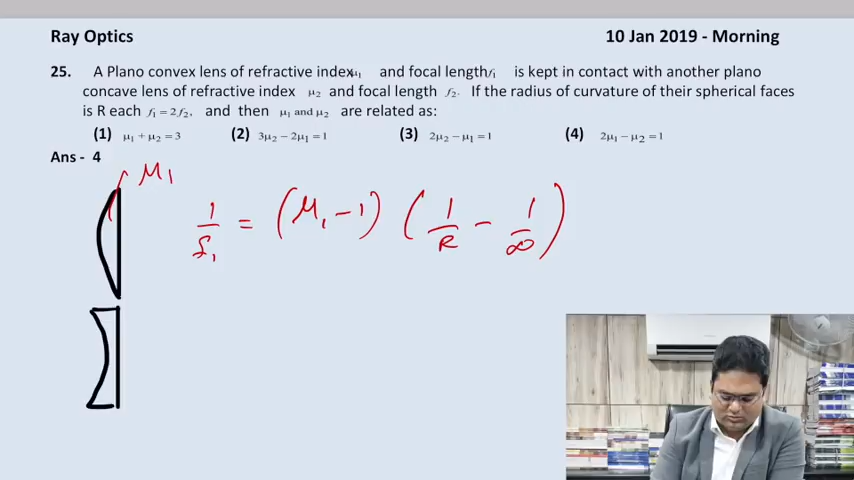 Ray Optics
10 Jan 2019 - Morning
25. A Plano convex lens of refractive index μ₁ and focal length f₁ is kept in contact with another plano
concave lens of refractive index μ₂ and focal length f₂. If the radius of curvature of their spherical faces
is R each f₁ = 2f₂, and then μ₁ and μ₂ are related as:
(1) μ₁ + μ₂ = 3 (2) 3μ₂ − 2μ₁ = 1 (3) 2μ₂ − μ₁ = 1 (4) 2μ₁ − μ₂ = 1
Ans - 4
μ₁
1/f₁ = (μ₁ − 1) (1/R − 1/∞)